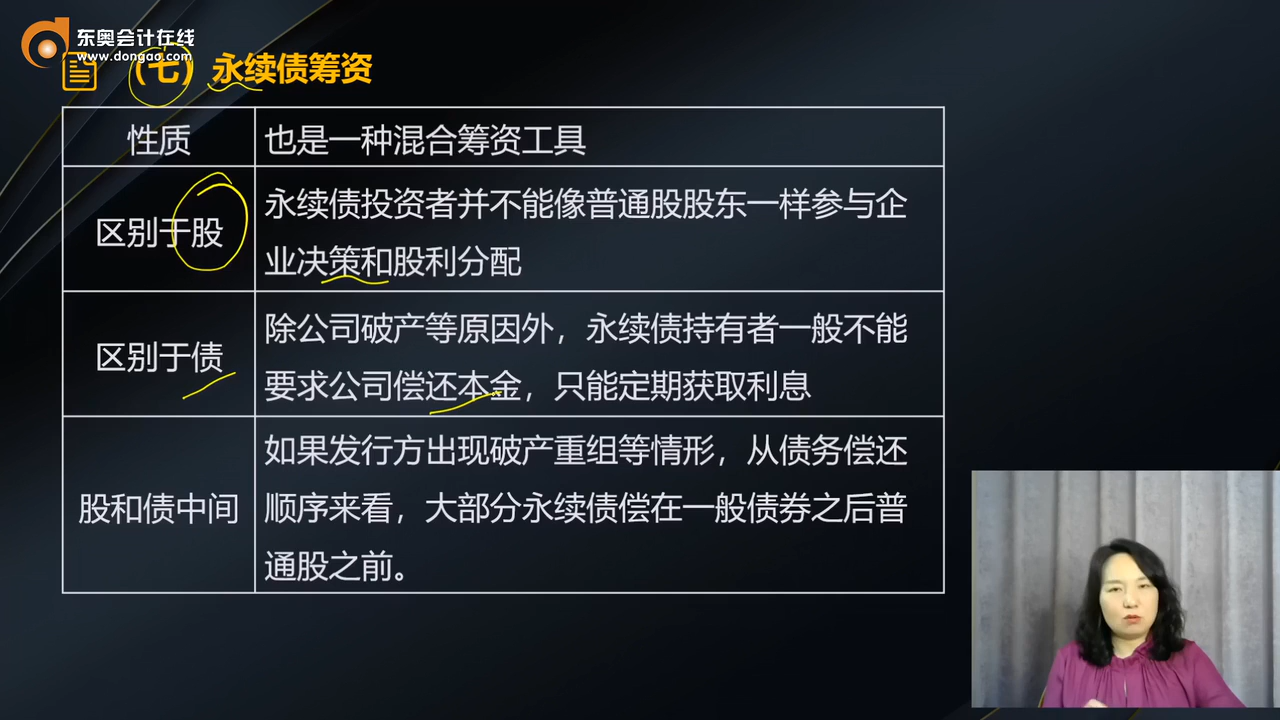 东奥会计在线
www.dongao.com
（七）永续债筹资
性质
也是一种混合筹资工具
区别于股
永续债投资者并不能像普通股股东一样参与企
业决策和股利分配
区别于债
除公司破产等原因外，永续债持有者一般不能
要求公司偿还本金，只能定期获取利息
股和债中间
如果发行方出现破产重组等情形，从债务偿还
顺序来看，大部分永续债偿在一般债券之后普
通股之前。